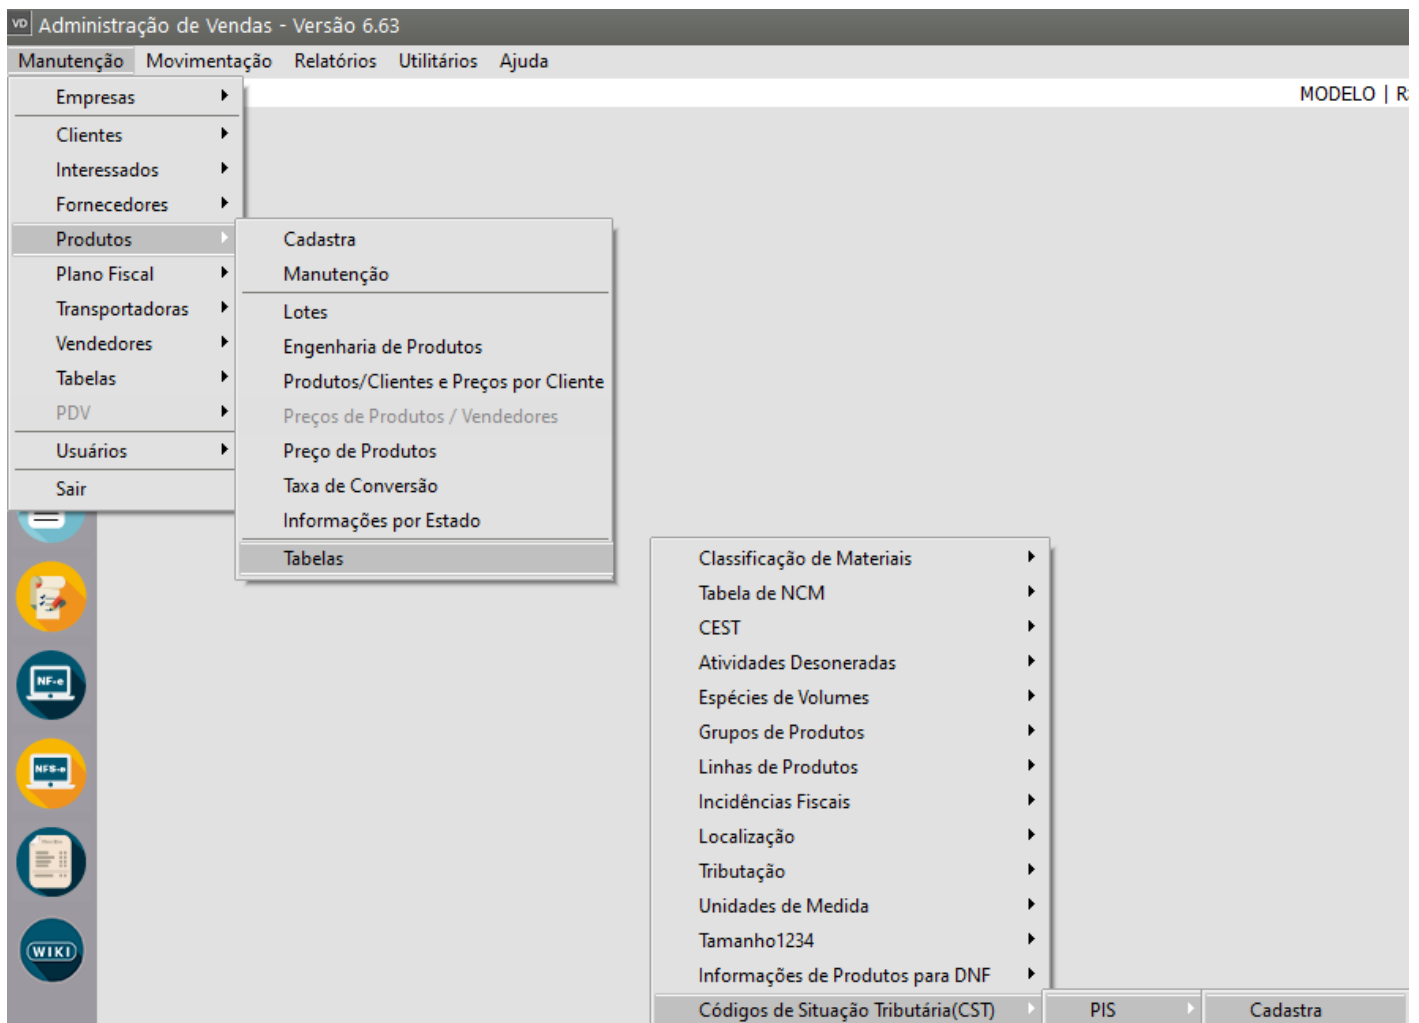 VD Administração de Vendas - Versão 6.63
Manutenção Movimentação Relatórios Utilitários Ajuda
MODELO | R
Empresas
Clientes
Interessados
Fornecedores
Produtos
Plano Fiscal
Transportadoras
Vendedores
Tabelas
PDV
Usuários
Sair
Cadastra
Manutenção
Lotes
Engenharia de Produtos
Produtos/Clientes e Preços por Cliente
Preços de Produtos / Vendedores
Preço de Produtos
Taxa de Conversão
Informações por Estado
Tabelas
Classificação de Materiais
Tabela de NCM
CEST
Atividades Desoneradas
Espécies de Volumes
Grupos de Produtos
Linhas de Produtos
Incidências Fiscais
Localização
Tributação
Unidades de Medida
Tamanho1234
Informações de Produtos para DNF
Códigos de Situação Tributária(CST)
PIS
Cadastra
NF-e
NFS-e
WIKI